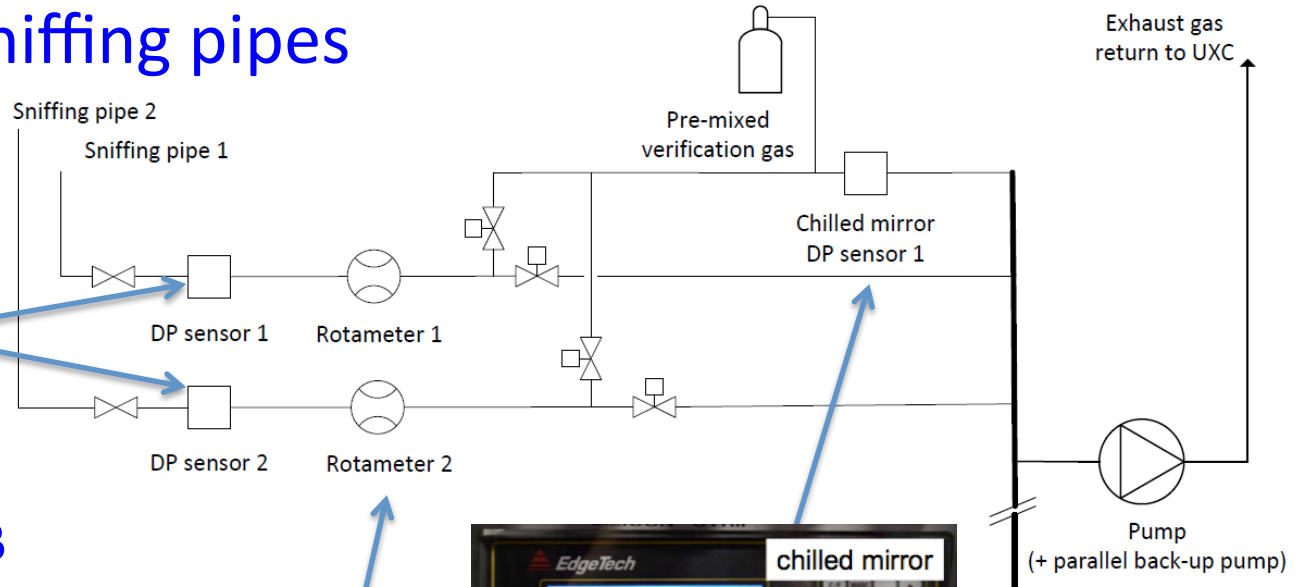 niffing pipes
Exhaust gas
return to UXC
Sniffing pipe 2
Sniffing pipe 1
Pre-mixed
verification gas
Chilled mirror
DP sensor 1
DP sensor 1
Rotameter 1
DP sensor 2
Rotameter 2
Pump
(+ parallel back-up pump)
EdgeTech
chilled mirror